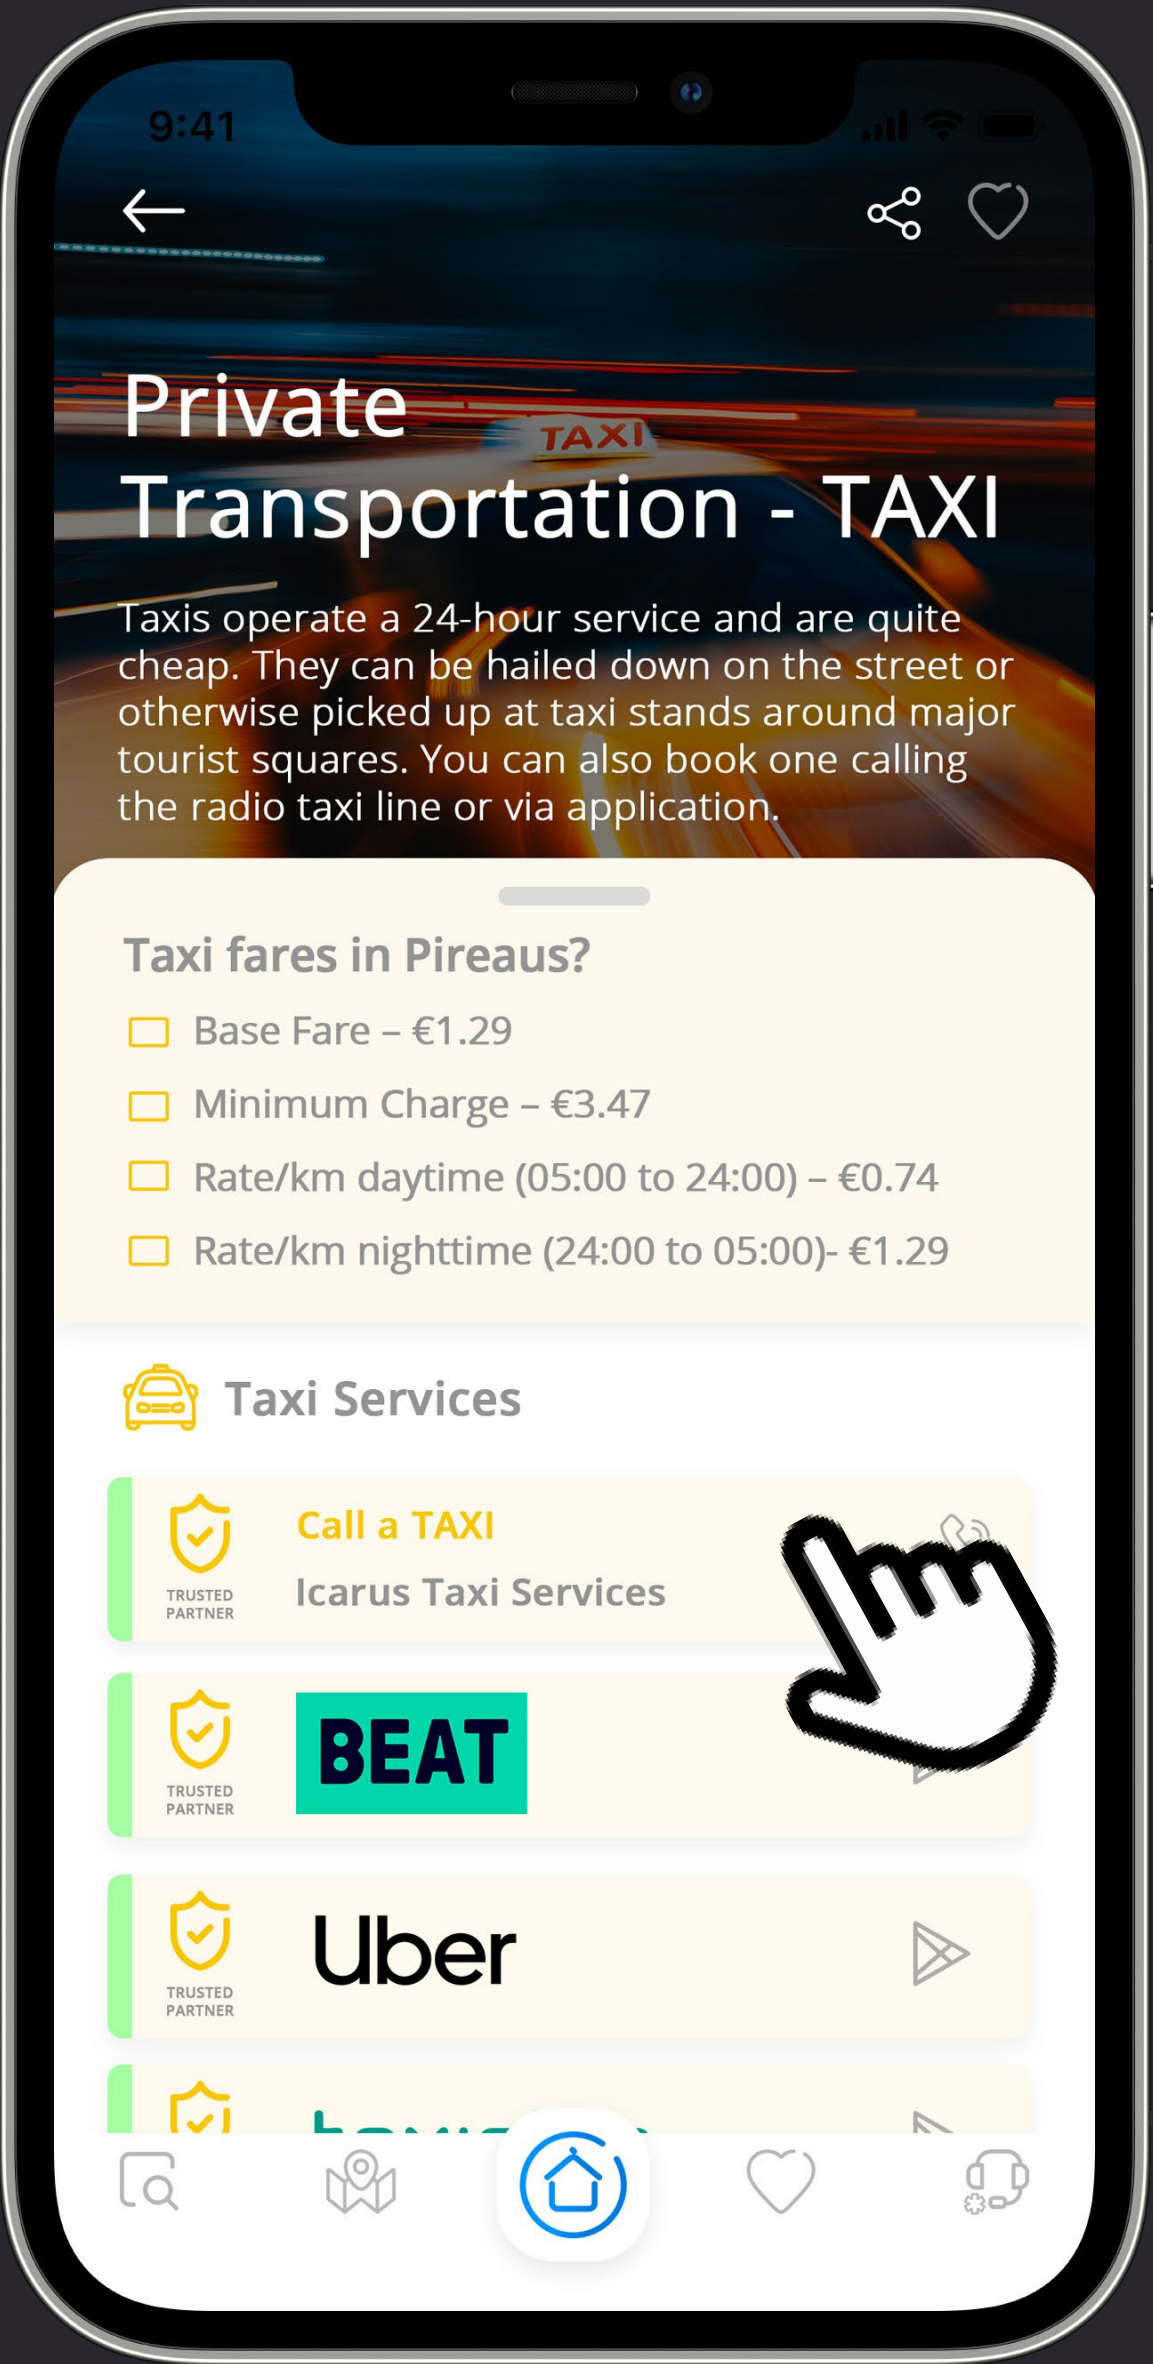 9:41
Private
TAXI
Transportation - TAXI
Taxis operate a 24-hour service and are quite
cheap. They can be hailed down on the street or
otherwise picked up at taxi stands around major
tourist squares. You can also book one calling
the radio taxi line or via application.
Taxi fares in Pireaus?
Base Fare – €1.29
Minimum Charge – €3.47
Rate/km daytime (05:00 to 24:00) – €0.74
Rate/km nighttime (24:00 to 05:00)- €1.29
Taxi Services
Call a TAXI
Icarus Taxi Services
TRUSTED
PARTNER
BEAT
TRUSTED
PARTNER
Uber
TRUSTED
PARTNER